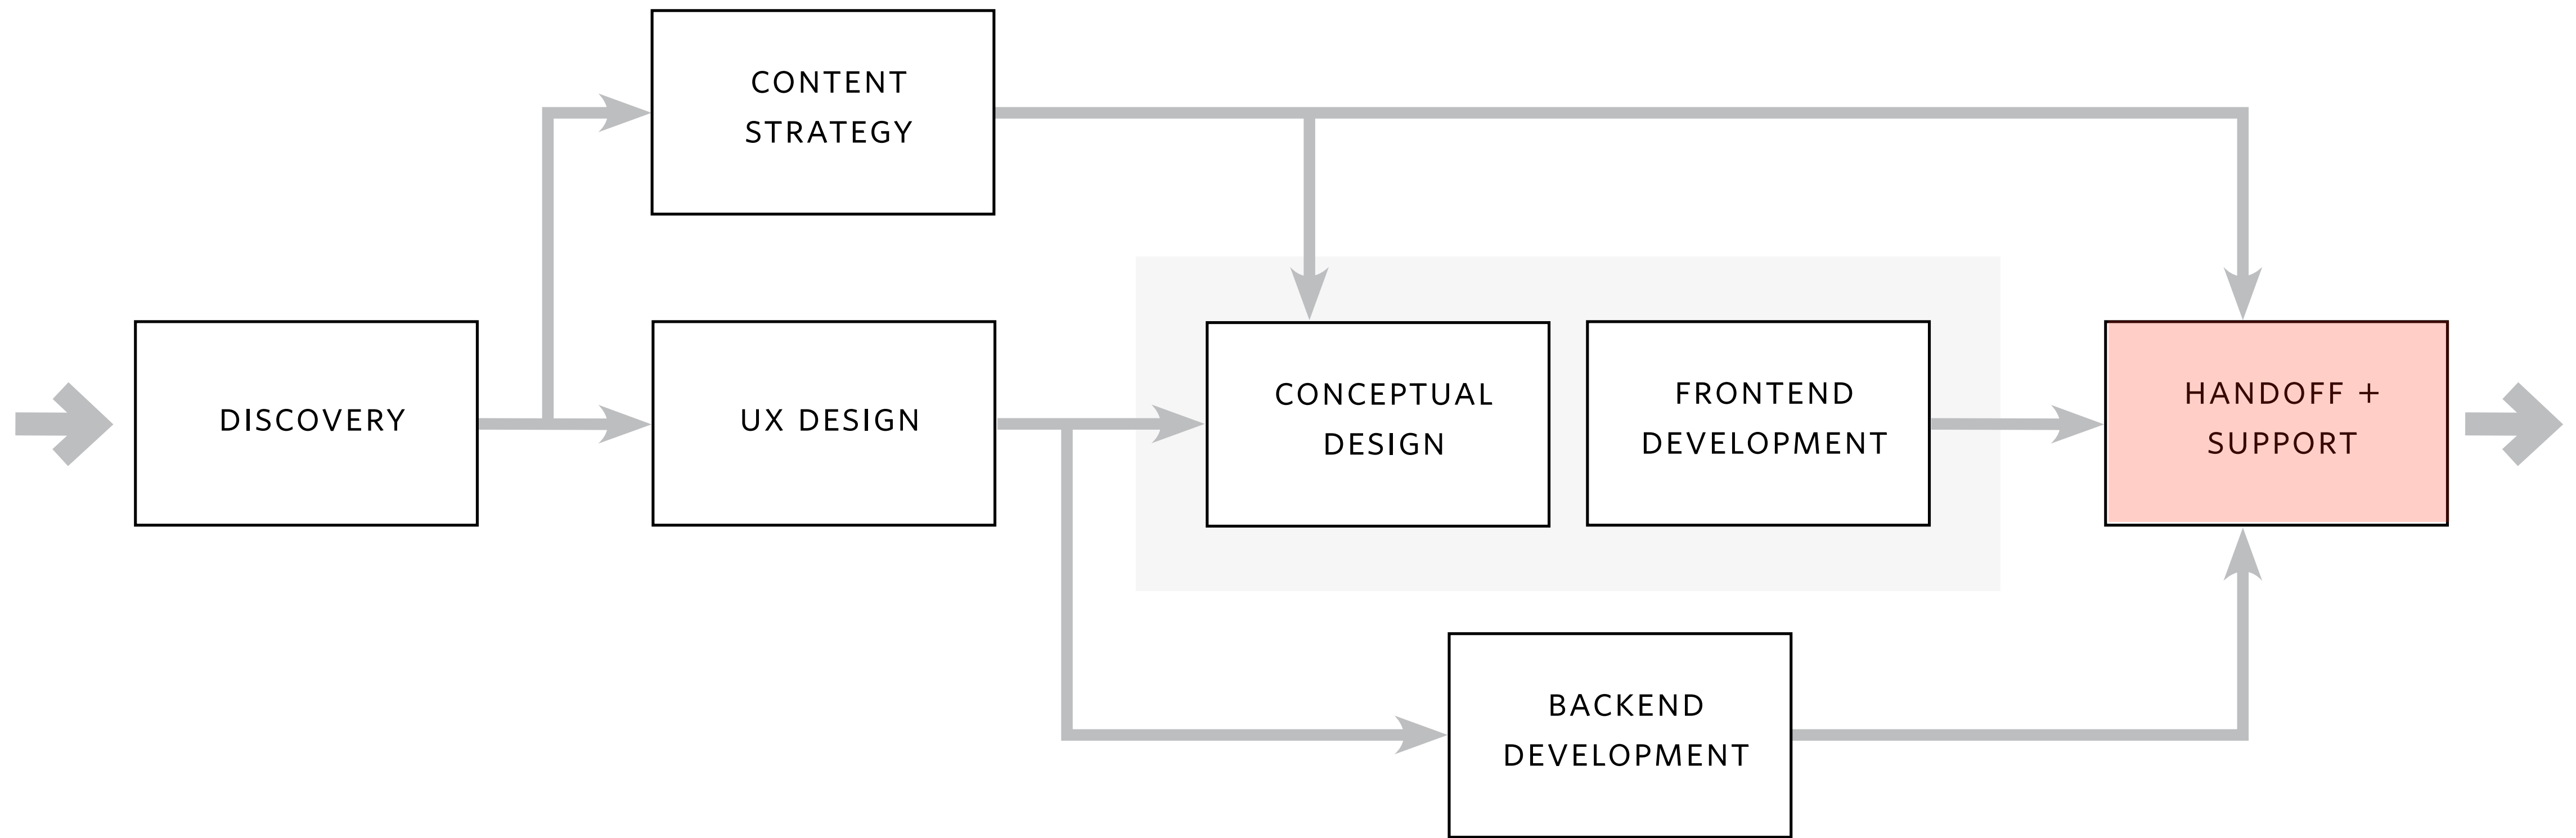 CONTENT
STRATEGY
DISCOVERY
UX DESIGN
CONCEPTUAL
DESIGN
FRONTEND
DEVELOPMENT
HANDOFF +
SUPPORT
BACKEND
DEVELOPMENT